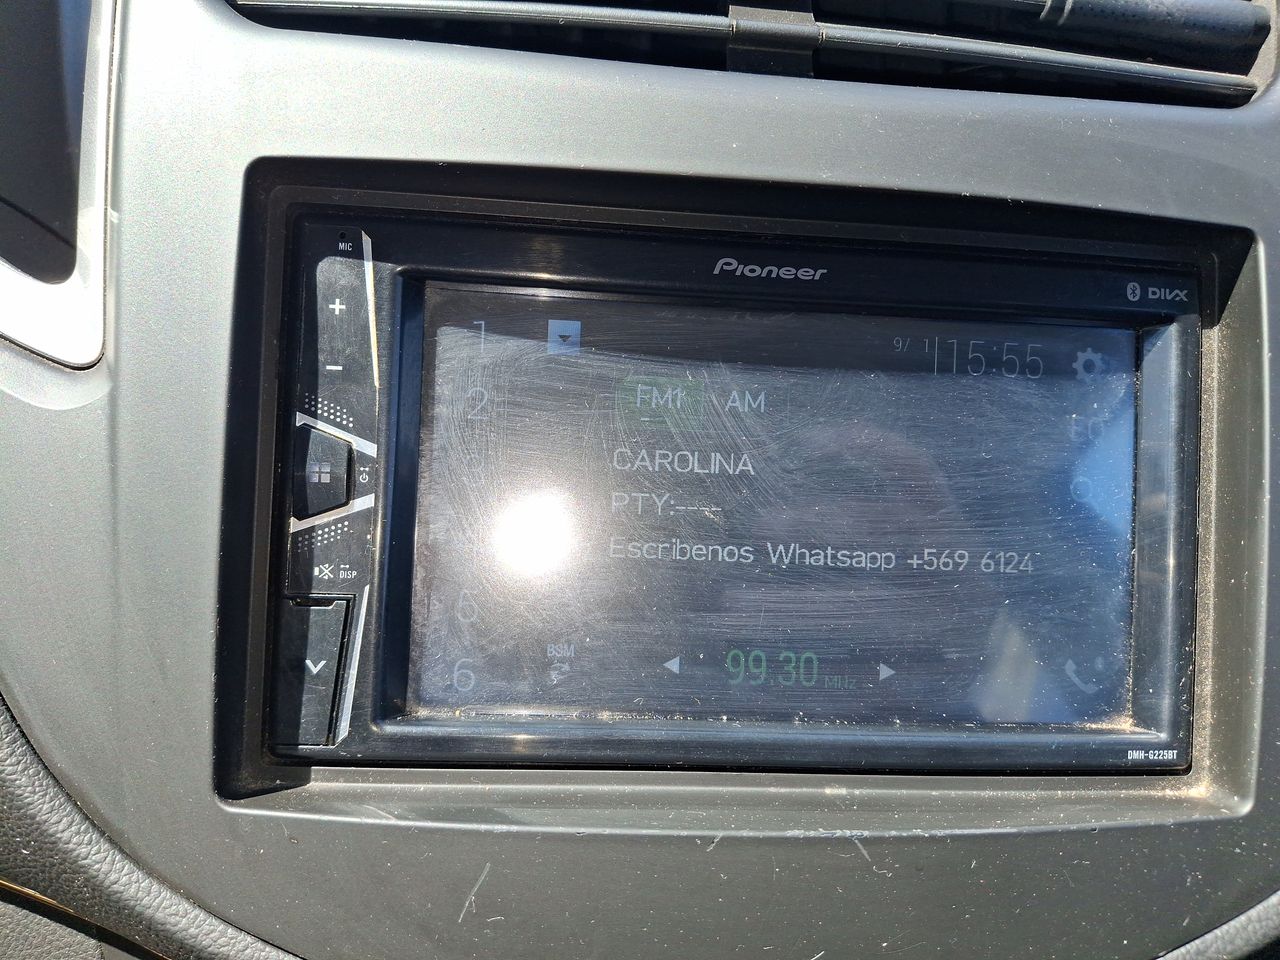 MIC
Pioneer
DIVX
+
−
1
9/ 1 15:55
2
FM1 AM
CAROLINA
PTY:----
Escribenos Whatsapp +569 6124
DISP
6
BSM
99.30 MHz
DMH-G225BT